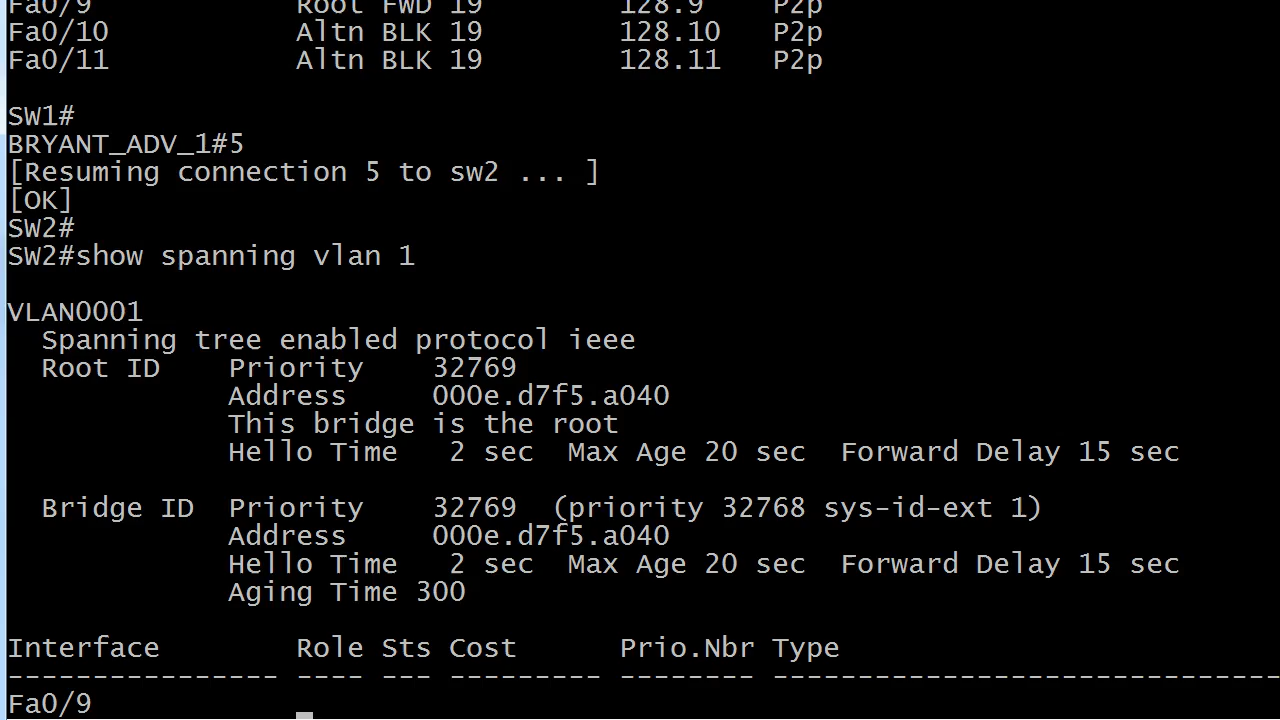 Fa0/9 Root FWD 19 128.9 P2p
Fa0/10 Altn BLK 19 128.10 P2p
Fa0/11 Altn BLK 19 128.11 P2p
SW1#
BRYANT_ADV_1#5
[Resuming connection 5 to sw2 ... ]
[OK]
SW2#
SW2#show spanning vlan 1
VLAN0001
Spanning tree enabled protocol ieee
Root ID Priority 32769
Address 000e.d7f5.a040
This bridge is the root
Hello Time 2 sec Max Age 20 sec Forward Delay 15 sec
Bridge ID Priority 32769 (priority 32768 sys-id-ext 1)
Address 000e.d7f5.a040
Hello Time 2 sec Max Age 20 sec Forward Delay 15 sec
Aging Time 300
Interface Role Sts Cost Prio.Nbr Type
---------------- ---- --- --------- -------- ------------------------------
Fa0/9